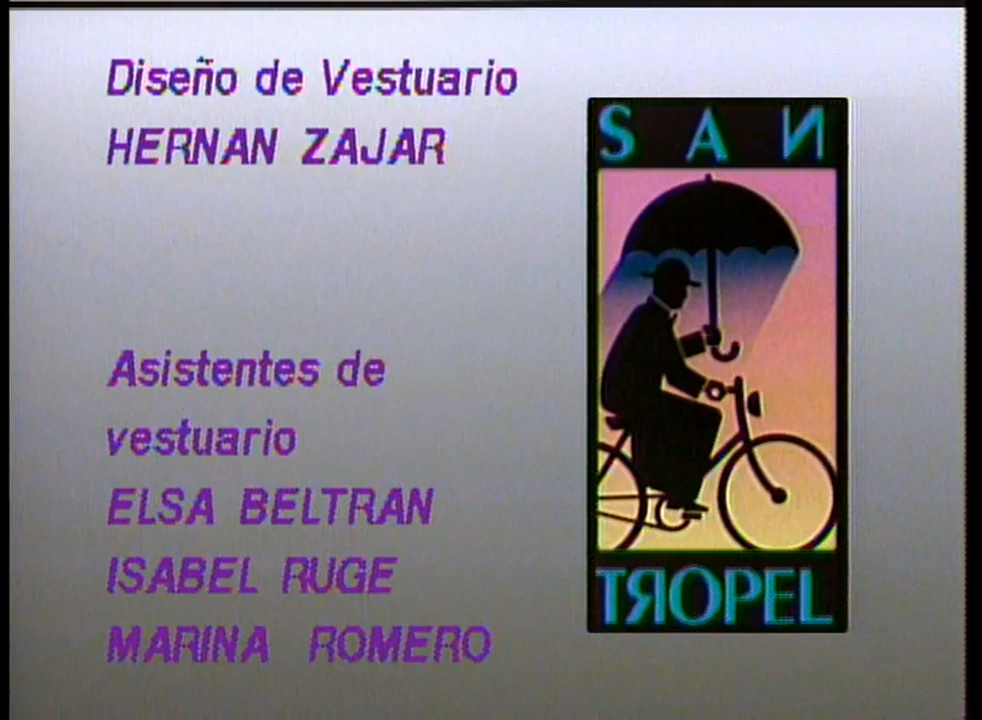 Diseño de Vestuario
HERNAN ZAJAR
Asistentes de
vestuario
ELSA BELTRAN
ISABEL RUGE
MARINA ROMERO
SAN
TROPEL